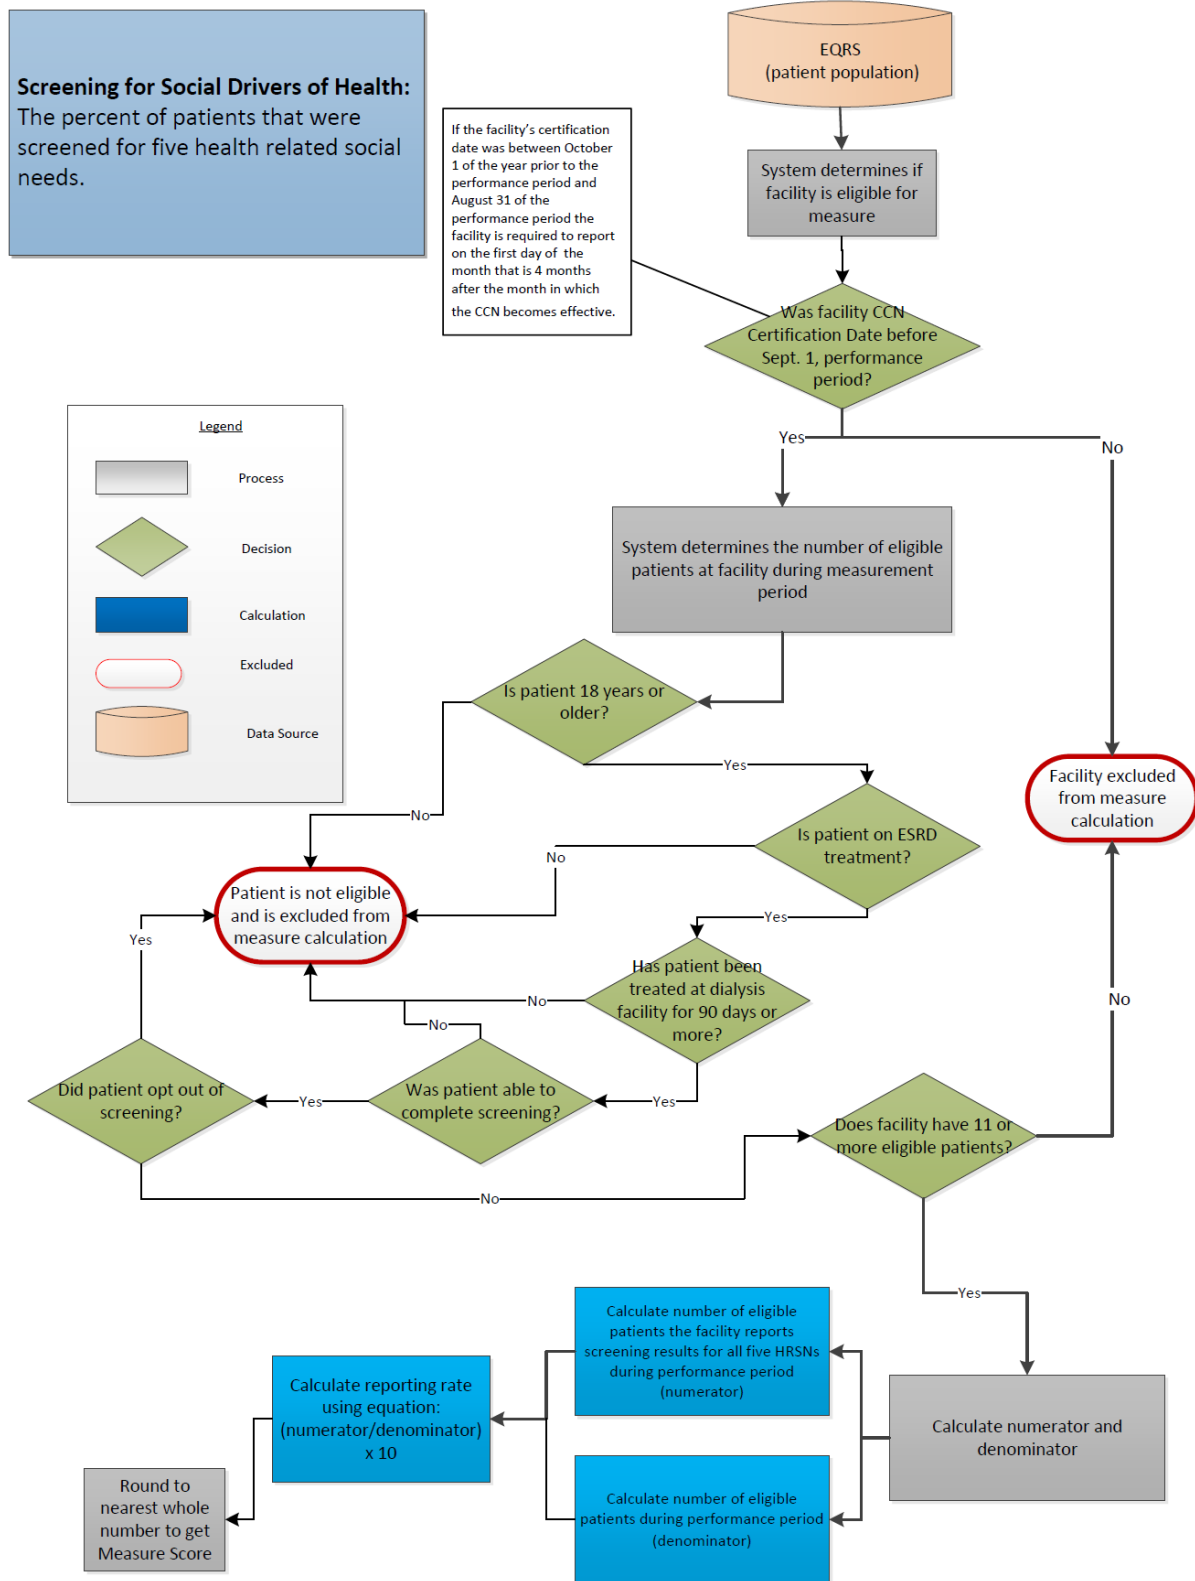 Screening for Social Drivers of Health:
The percent of patients that were
screened for five health related social
needs.
EQRS
(patient population)
If the facility's certification
date was between October
1 of the year prior to the
performance period and
August 31 of the
performance period the
facility is required to report
on the first day of the
month that is 4 months
after the month in which
the CCN becomes effective.
System determines if
facility is eligible for
measure
Was facility CCN
Certification Date before
Sept. 1, performance
period?
Yes
No
Legend
Process
Decision
Calculation
Excluded
Data Source
System determines the number of eligible
patients at facility during measurement
period
Is patient 18 years or
older?
Yes
No
Facility excluded
from measure
calculation
Is patient on ESRD
treatment?
No
Yes
Patient is not eligible
and is excluded from
measure calculation
Yes
Has patient been
treated at dialysis
facility for 90 days or
more?
No
No
No
Did patient opt out of
screening?
Yes
Was patient able to
complete screening?
Yes
Does facility have 11 or
more eligible patients?
No
Yes
Calculate number of eligible
patients the facility reports
screening results for all five HRSNs
during performance period
(numerator)
Calculate reporting rate
using equation:
(numerator/denominator)
x 10
Calculate numerator and
denominator
Round to
nearest whole
number to get
Measure Score
Calculate number of eligible
patients during performance period
(denominator)